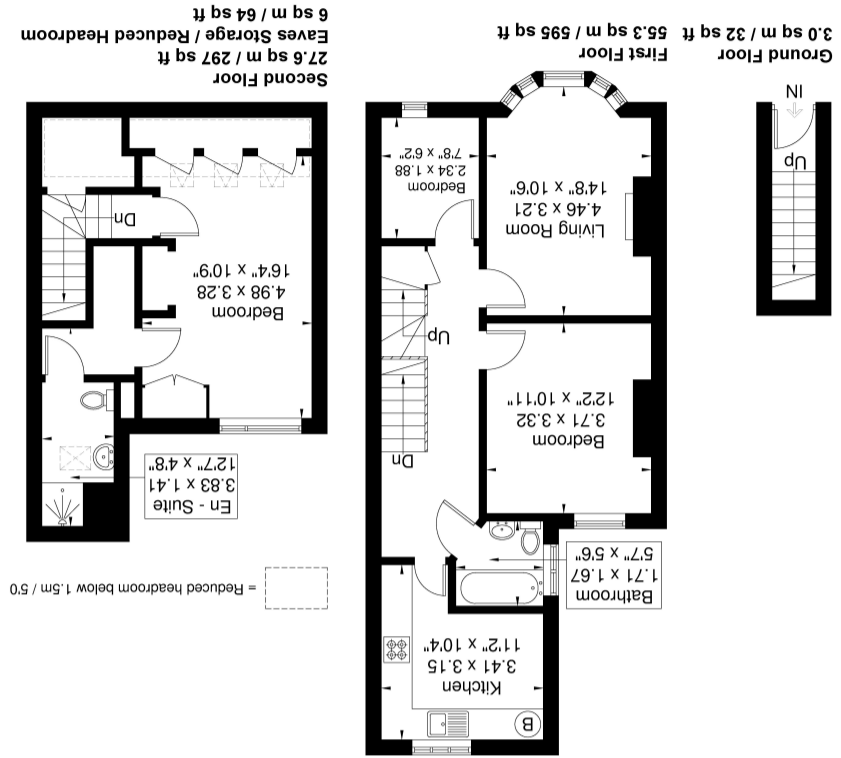 B
Kitchen
3.41 x 3.15
11'2" x 10'4"
Bathroom
1.71 x 1.67
5'7" x 5'6"
= Reduced headroom below 1.5m / 5'0
En - Suite
3.83 x 1.41
12'7" x 4'8"
Dn
Bedroom
3.71 x 3.32
12'2" x 10'11"
Up
Bedroom
4.98 x 3.28
16'4" x 10'9"
Dn
Living Room
4.46 x 3.21
14'8" x 10'6"
Bedroom
2.34 x 1.88
7'8" x 6'2"
Up
IN
Ground Floor
3.0 sq m / 32 sq ft
First Floor
55.3 sq m / 595 sq ft
Second Floor
27.6 sq m / 297 sq ft
Eaves Storage / Reduced Headroom
6 sq m / 64 sq ft